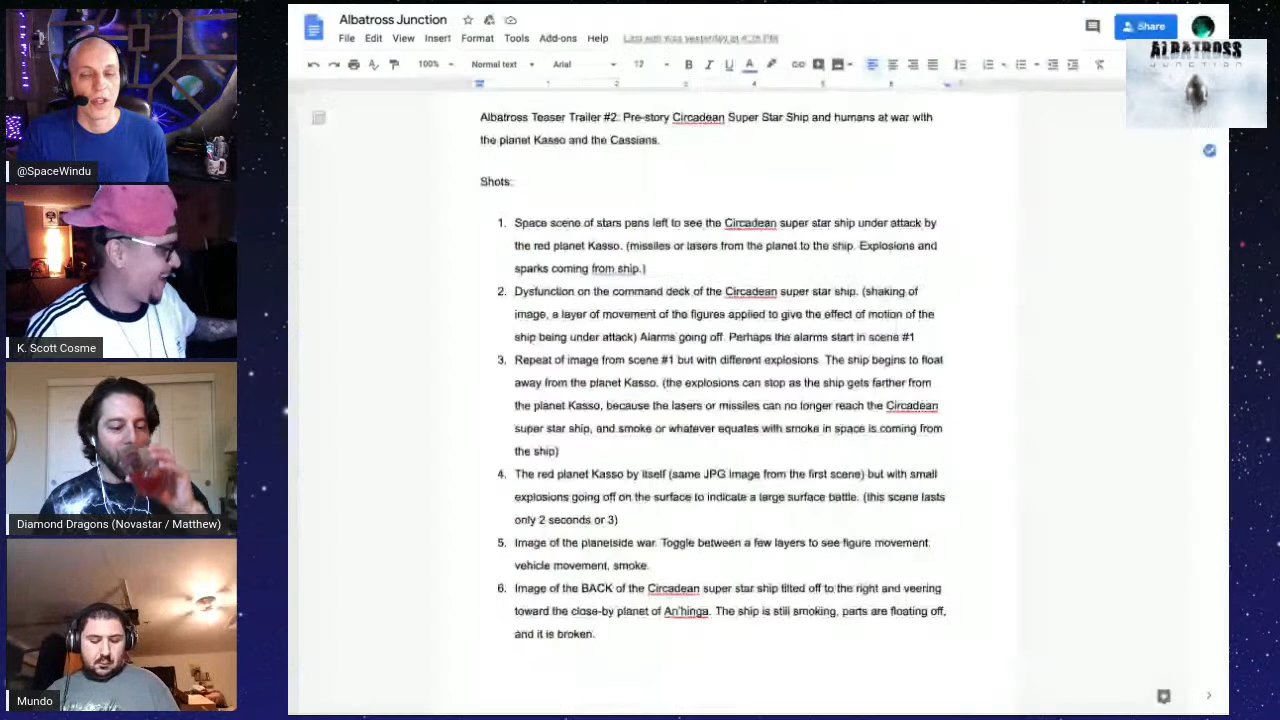 Albatross Junction
File Edit View Insert Format Tools Add-ons Help Last edit was yesterday at 4:26 PM
Share
100% Normal text Arial 12
ALBATROSS
JUNCTION
Albatross Teaser Trailer #2: Pre-story Circadean Super Star Ship and humans at war with
the planet Kasso and the Cassians.
Shots:
1. Space scene of stars pans left to see the Circadean super star ship under attack by
the red planet Kasso. (missiles or lasers from the planet to the ship. Explosions and
sparks coming from ship.)
2. Dysfunction on the command deck of the Circadean super star ship. (shaking of
image, a layer of movement of the figures applied to give the effect of motion of the
ship being under attack) Alarms going off. Perhaps the alarms start in scene #1
3. Repeat of image from scene #1 but with different explosions. The ship begins to float
away from the planet Kasso. (the explosions can stop as the ship gets farther from
the planet Kasso, because the lasers or missiles can no longer reach the Circadean
super star ship, and smoke or whatever equates with smoke in space is coming from
the ship)
4. The red planet Kasso by itself (same JPG image from the first scene) but with small
explosions going off on the surface to indicate a large surface battle. (this scene lasts
only 2 seconds or 3)
5. Image of the planetside war. Toggle between a few layers to see figure movement.
vehicle movement, smoke.
6. Image of the BACK of the Circadean super star ship tilted off to the right and veering
toward the close-by planet of An'hinga. The ship is still smoking, parts are floating off,
and it is broken.
@SpaceWindu
K. Scott Cosme
Diamond Dragons (Novastar / Matthew)
Mundo